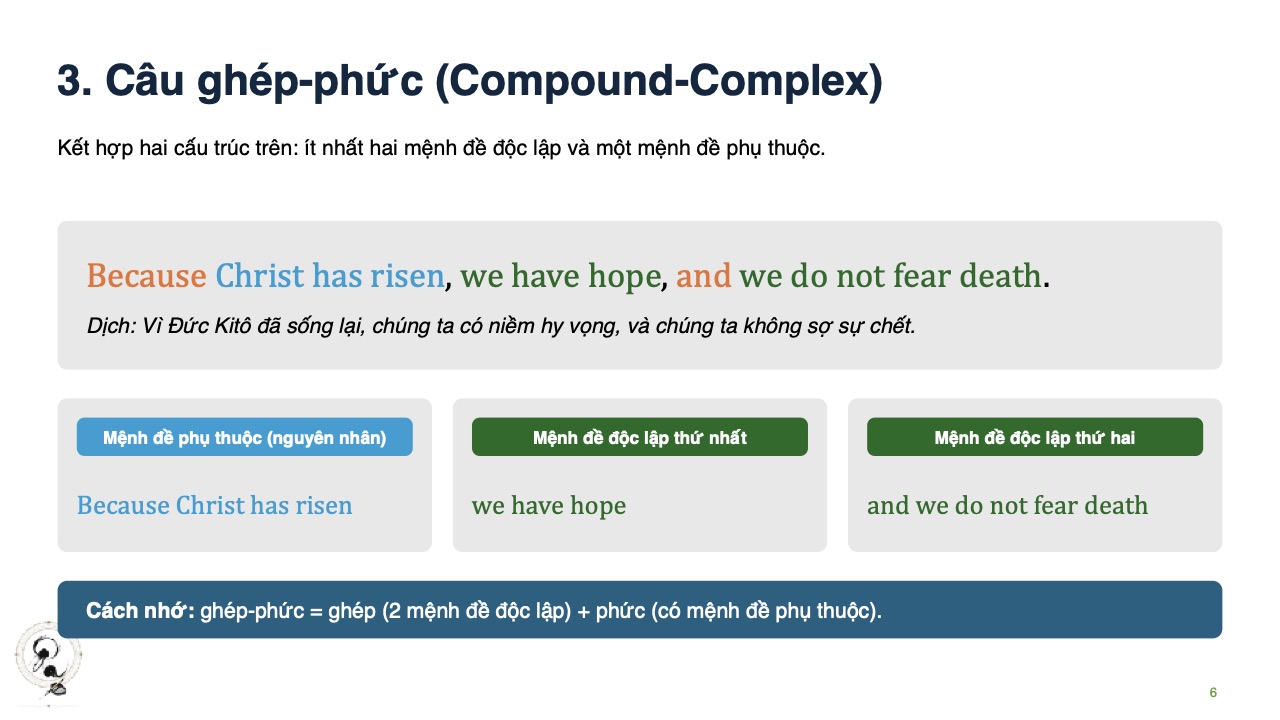 3. Câu ghép-phức (Compound-Complex)
Kết hợp hai cấu trúc trên: ít nhất hai mệnh đề độc lập và một mệnh đề phụ thuộc.
Because Christ has risen, we have hope, and we do not fear death.
Dịch: Vì Đức Kitô đã sống lại, chúng ta có niềm hy vọng, và chúng ta không sợ sự chết.
Mệnh đề phụ thuộc (nguyên nhân)
Because Christ has risen
Mệnh đề độc lập thứ nhất
we have hope
Mệnh đề độc lập thứ hai
and we do not fear death
Cách nhớ: ghép-phức = ghép (2 mệnh đề độc lập) + phức (có mệnh đề phụ thuộc).
6